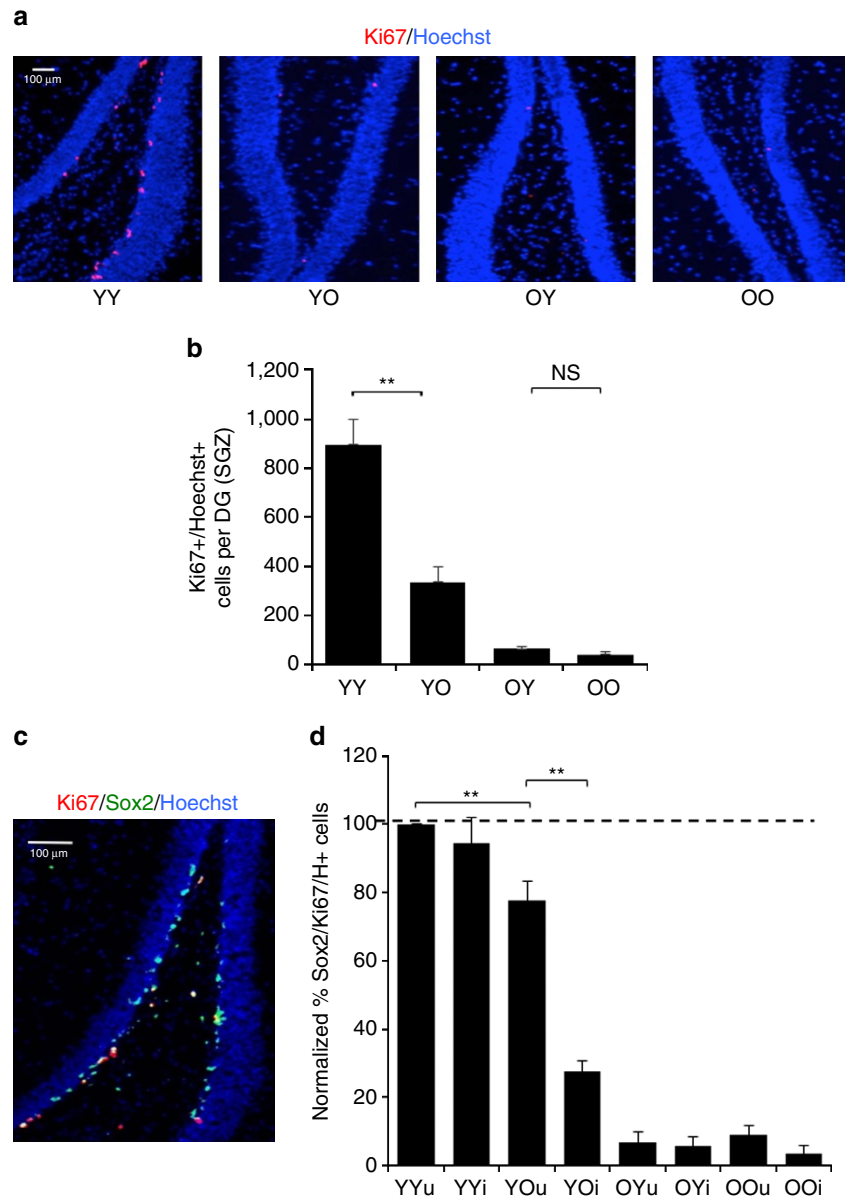 a
Ki67/Hoechst
100 μm
YY
YO
OY
OO
b
Ki67+/Hoechst+
cells per DG (SGZ)
1,200
1,000
800
600
400
200
0
**
NS
YY
YO
OY
OO
c
Ki67/Sox2/Hoechst
100 μm
d
Normalized % Sox2/Ki67/H+ cells
120
100
80
60
40
20
0
**
**
YYu
YYi
YOu
YOi
OYu
OYi
OOu
OOi